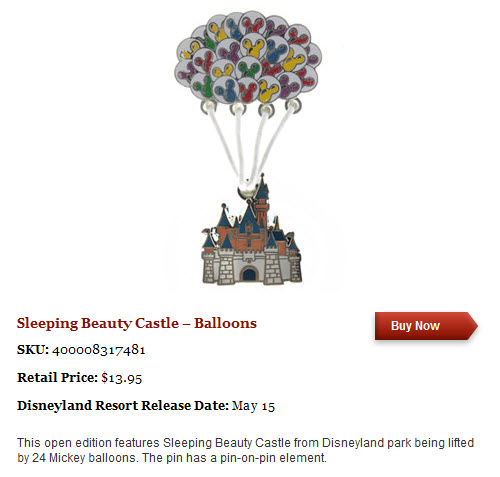 Sleeping Beauty Castle – Balloons
Buy Now
SKU: 400008317481
Retail Price: $13.95
Disneyland Resort Release Date: May 15
This open edition features Sleeping Beauty Castle from Disneyland park being lifted
by 24 Mickey balloons. The pin has a pin-on-pin element.